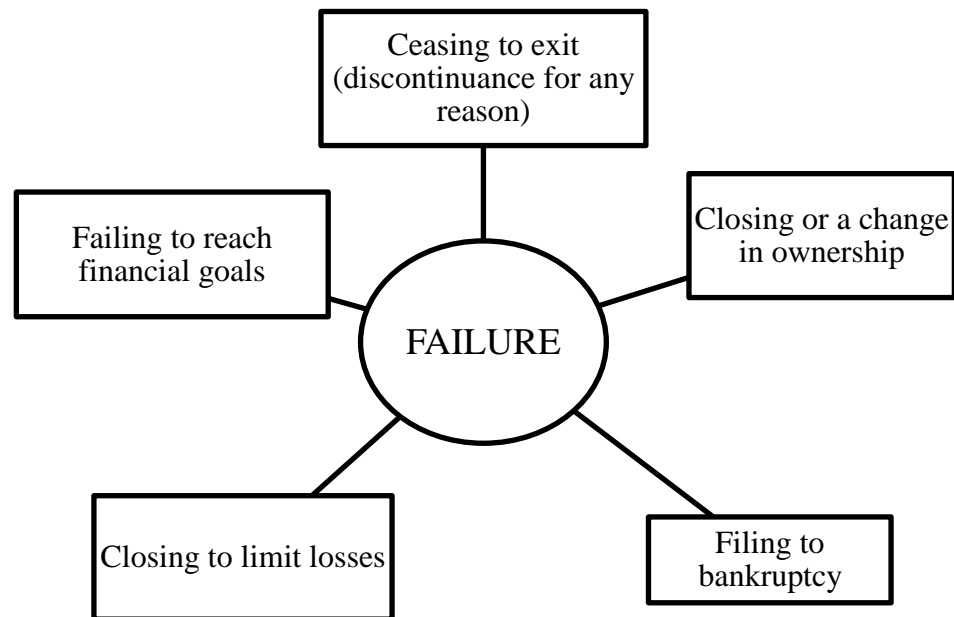 Ceasing to exit
(discontinuance for any
reason)
Failing to reach
financial goals
Closing or a change
in ownership
FAILURE
Closing to limit losses
Filing to
bankruptcy